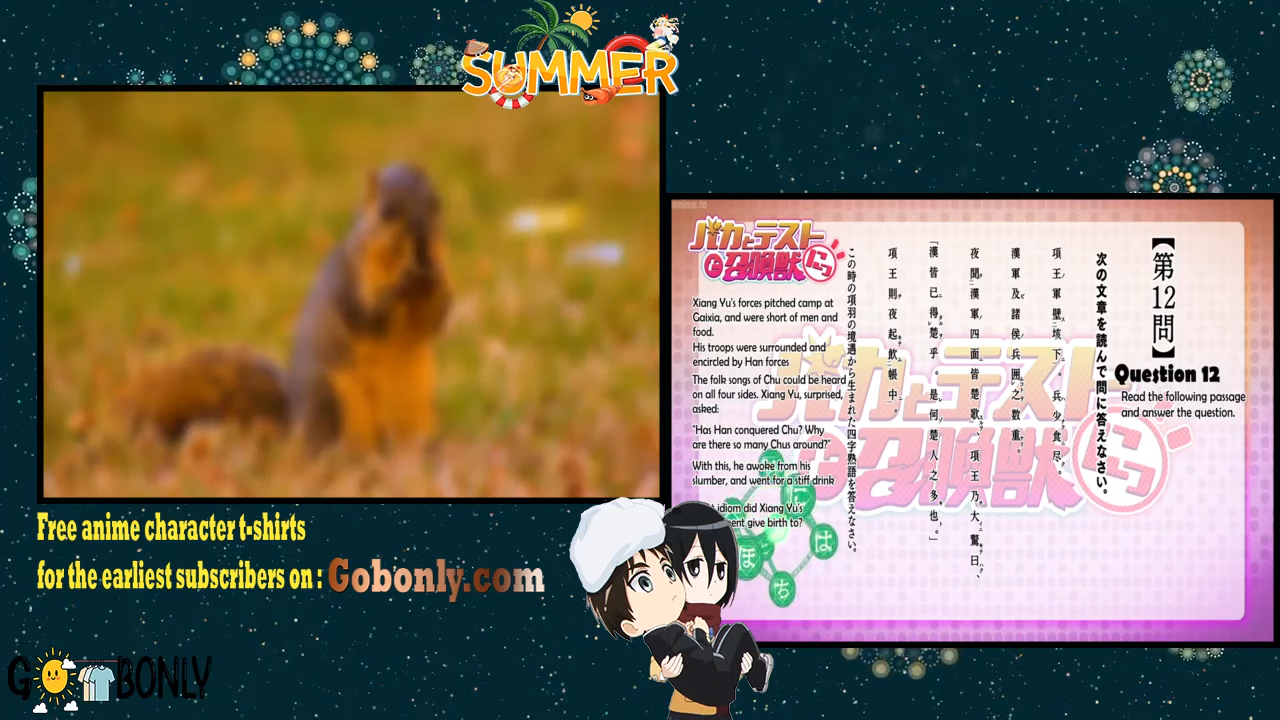 SUMMER
Free anime character t-shirts
for the earliest subscribers on : Gobonly.com
G BONLY
バカとテスト
と召喚獣
にっ
【第12問】
Question 12
Read the following passage
and answer the question.
次の文章を読んで問に答えなさい。
項王軍壁垓下。兵少食尽。
漢軍及諸侯兵囲之数重。
夜聞漢軍四面皆楚歌、項王乃大驚曰、
「漢皆已得楚乎。是何楚人之多也。」
項王則夜起飲帳中。
この時の項羽の境遇から生まれた四字熟語を答えなさい。
Xiang Yu's forces pitched camp at
Gaixia, and were short of men and
food.
His troops were surrounded and
encircled by Han forces
The folk songs of Chu could be heard
on all four sides. Xiang Yu, surprised,
asked:
"Has Han conquered Chu? Why
are there so many Chus around?"
With this, he awoke from his
slumber, and went for a stiff drink
idiom did Xiang Yu's
ent give birth to?
は
ほ
ち